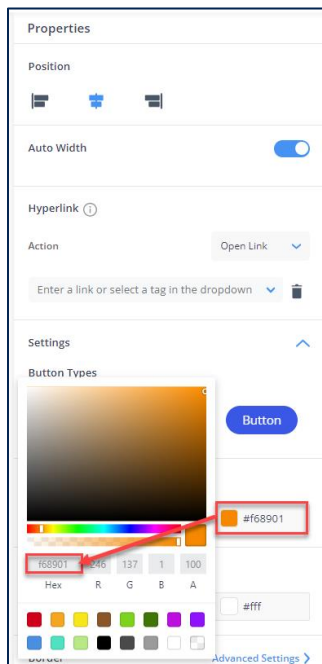 Properties
Position
Auto Width
Hyperlink
Action
Open Link
Enter a link or select a tag in the dropdown
Settings
Button Types
Button
#f68901
f68901 246 137 1 100
Hex R G B A
#fff
Border
Advanced Settings